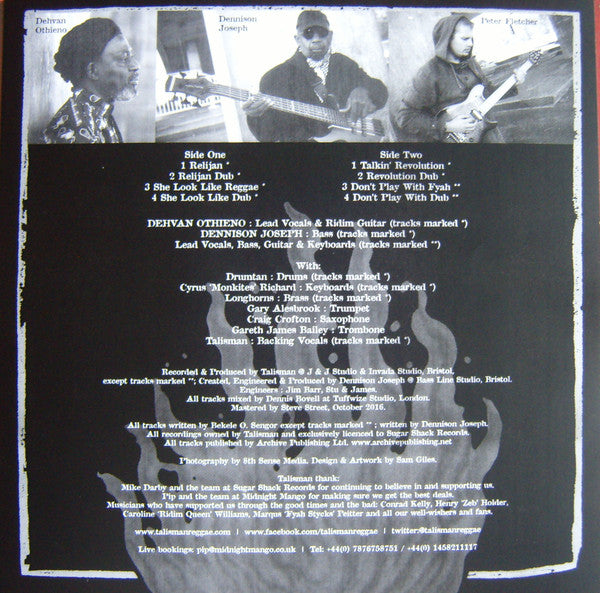 Dehvan
Othieno
Dennison
Joseph
Peter Fletcher
Side One
1 Relijan *
2 Relijan Dub *
3 She Look Like Reggae *
4 She Look Like Dub *
Side Two
1 Talkin' Revolution *
2 Revolution Dub *
3 Don't Play With Fyah **
4 Don't Play With Dub **
DEHVAN OTHIENO : Lead Vocals & Ridim Guitar (tracks marked *)
DENNISON JOSEPH : Bass (tracks marked *)
Lead Vocals, Bass, Guitar & Keyboards (tracks marked **)
With:
Drumtan : Drums (tracks marked *)
Cyrus 'Monkites' Richard : Keyboards (tracks marked *)
Longhorns : Brass (tracks marked *)
Gary Alesbrook : Trumpet
Craig Crofton : Saxophone
Gareth James Bailey : Trombone
Talisman : Backing Vocals (tracks marked *)
Recorded & Produced by Talisman @ J & J Studio & Invada Studio, Bristol,
except tracks marked **; Created, Engineered & Produced by Dennison Joseph @ Bass Line Studio, Bristol.
Engineers : Jim Barr, Stu & James.
All tracks mixed by Dennis Bovell at Tuffwize Studio, London.
Mastered by Steve Street, October 2016.
All tracks written by Bekele O. Sengor except tracks marked ** ; written by Dennison Joseph.
All recordings owned by Talisman and exclusively licenced to Sugar Shack Records.
All tracks published by Archive Publishing Ltd. www.archivepublishing.net
Photography by 8th Sense Media. Design & Artwork by Sam Giles.
Talisman thank:
Mike Darby and the team at Sugar Shack Records for continuing to believe in and supporting us.
Pip and the team at Midnight Mango for making sure we get the best deals.
Musicians who have supported us through the good times and the bad: Conrad Kelly, Henry 'Zeb' Holder,
Caroline 'Ridim Queen' Williams, Marcus 'Fyah Stycks' Peitter and all our well-wishers and fans.
www.talismanreggae.com | www.facebook.com/talismanreggae | twitter:@talismanreggae
Live bookings: pip@midnightmango.co.uk | Tel: +44(0) 7876758751 / +44(0) 1458211117